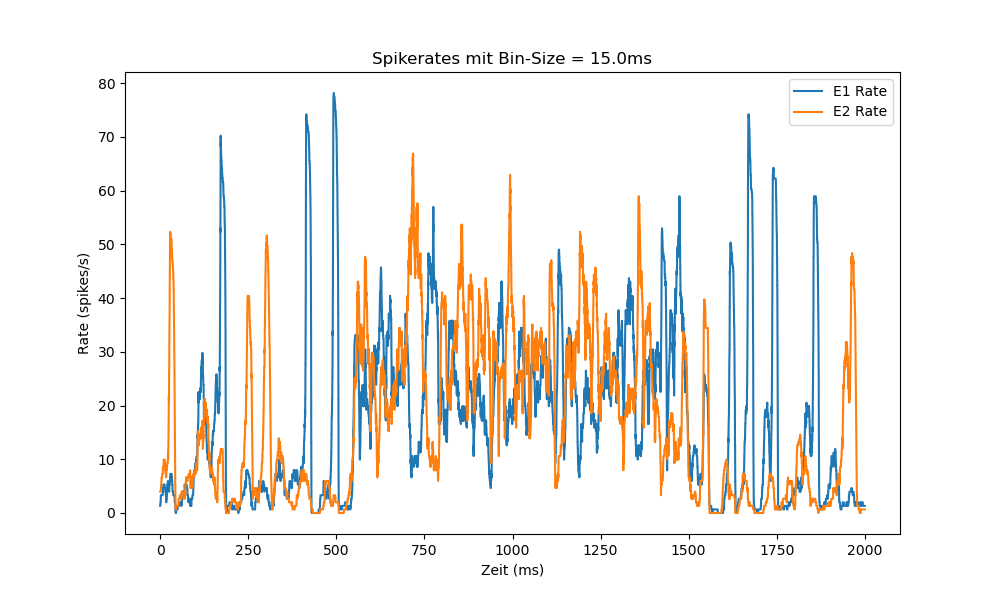 Spikerates mit Bin-Size = 15.0ms
E1 Rate
E2 Rate
Rate (spikes/s)
80
70
60
50
40
30
20
10
0
0 250 500 750 1000 1250 1500 1750 2000
Zeit (ms)